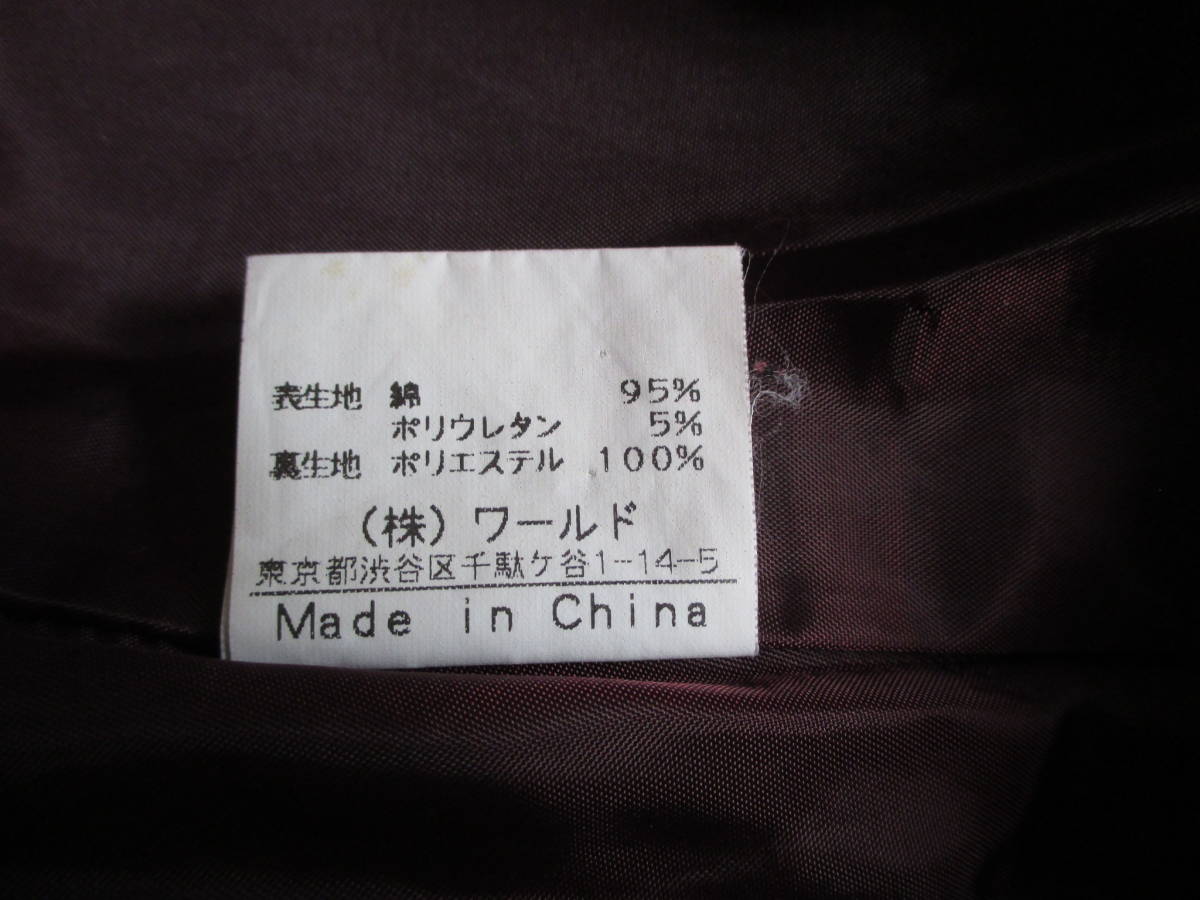 表生地 綿 95%
ポリウレタン 5%
裏生地 ポリエステル 100%
(株) ワールド
東京都渋谷区千駄ケ谷1-14-5
Made in China